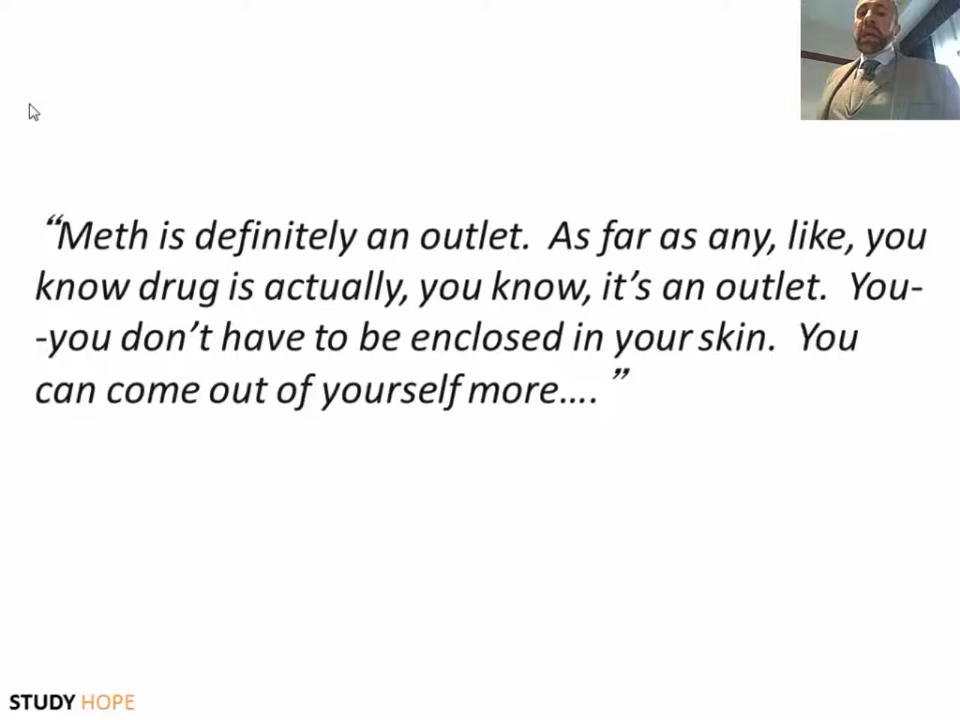 “Meth is definitely an outlet.  As far as any, like, you
know drug is actually, you know, it’s an outlet.  You-
-you don’t have to be enclosed in your skin.  You
can come out of yourself more…. ”
STUDY HOPE